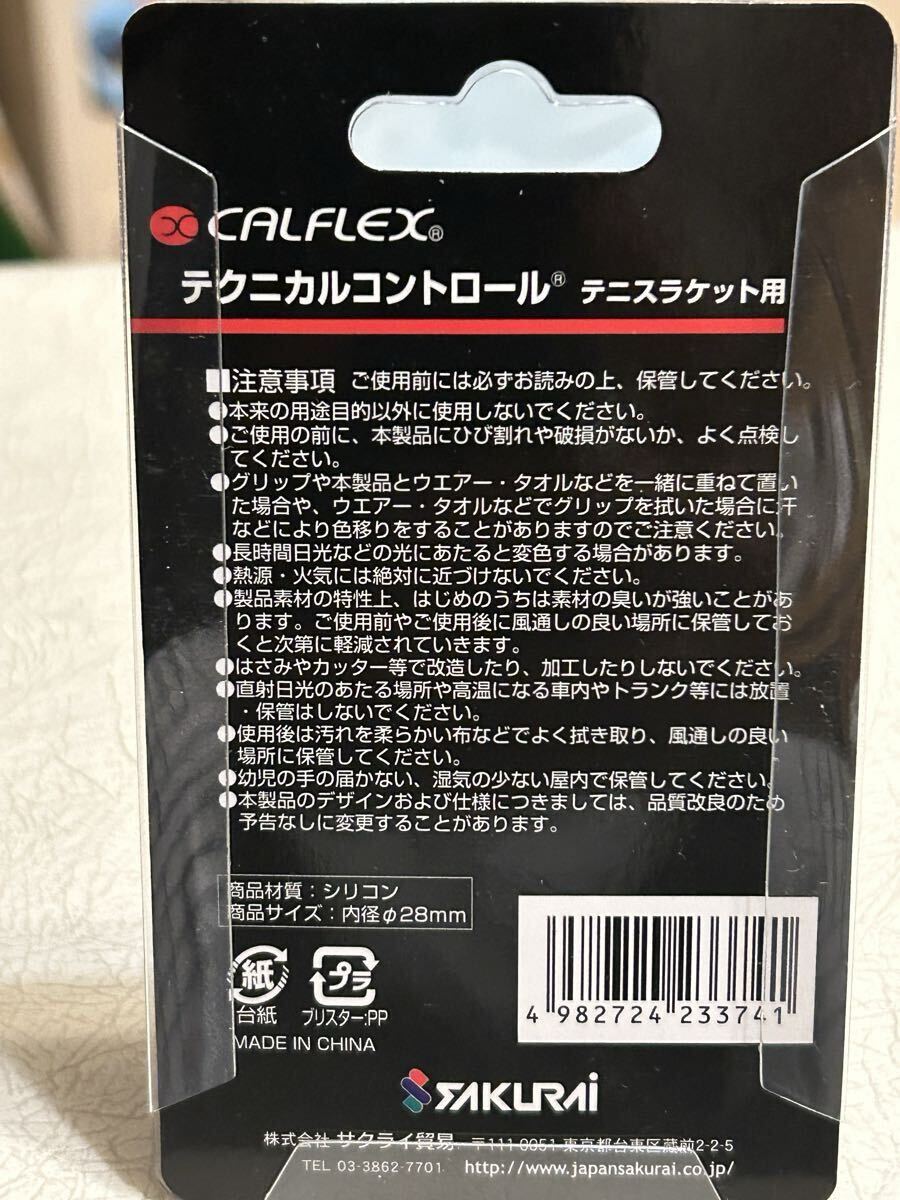 CALFLEX®
テクニカルコントロール® テニスラケット用
■注意事項 ご使用前には必ずお読みの上、保管してください。
●本来の用途目的以外に使用しないでください。
●ご使用の前に、本製品にひび割れや破損がないか、よく点検し
てください。
●グリップや本製品とウエアー・タオルなどを一緒に重ねて置い
た場合や、ウエアー・タオルなどでグリップを拭いた場合に汗
などにより色移りをすることがありますのでご注意ください。
●長時間日光などの光にあたると変色する場合があります。
●熱源・火気には絶対に近づけないでください。
●製品素材の特性上、はじめのうちは素材の臭いが強いことがあ
ります。ご使用前やご使用後に風通しの良い場所に保管してお
くと次第に軽減されていきます。
●はさみやカッター等で改造したり、加工したりしないでください。
●直射日光のあたる場所や高温になる車内やトランク等には放置
・保管はしないでください。
●使用後は汚れを柔らかい布などでよく拭き取り、風通しの良い
場所に保管してください。
●幼児の手の届かない、湿気の少ない屋内で保管してください。
●本製品のデザインおよび仕様につきましては、品質改良のため
予告なしに変更することがあります。
商品材質：シリコン
商品サイズ：内径φ28mm
紙 プラ
台紙 ブリスター:PP
MADE IN CHINA
4 982724 233741
SAKURAI
株式会社 サクライ貿易 〒111-0051 東京都台東区蔵前2-2-5
TEL 03-3862-7701 http://www.japansakurai.co.jp/